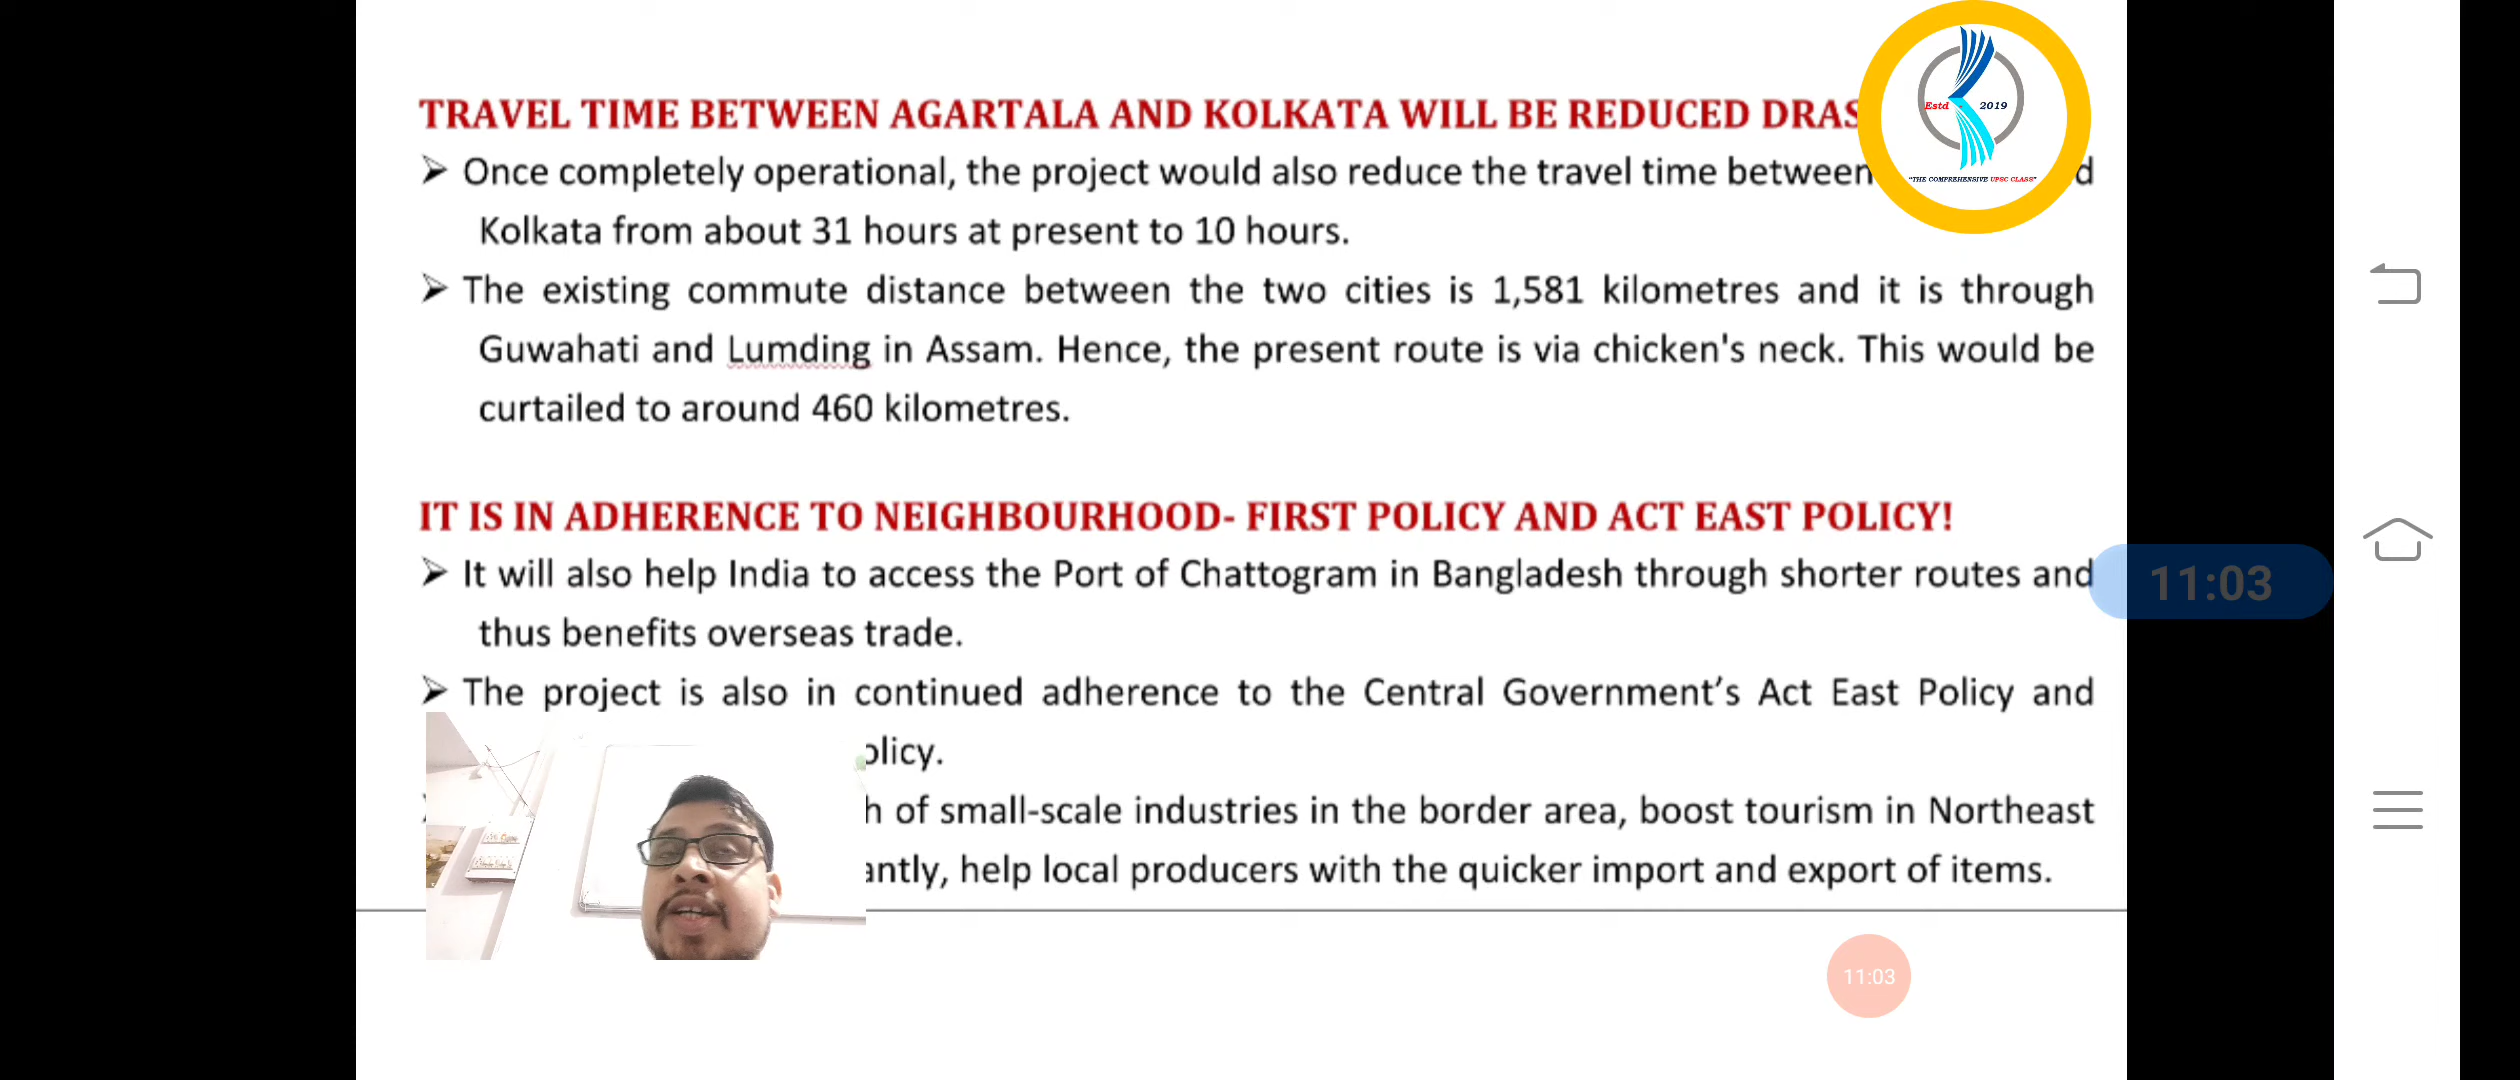 TRAVEL TIME BETWEEN AGARTALA AND KOLKATA WILL BE REDUCED DRAS
Estd 2019
"THE COMPREHENSIVE UPSC CLASS"
➤ Once completely operational, the project would also reduce the travel time between d
Kolkata from about 31 hours at present to 10 hours.
➤ The existing commute distance between the two cities is 1,581 kilometres and it is through
Guwahati and Lumding in Assam. Hence, the present route is via chicken's neck. This would be
curtailed to around 460 kilometres.
IT IS IN ADHERENCE TO NEIGHBOURHOOD- FIRST POLICY AND ACT EAST POLICY!
➤ It will also help India to access the Port of Chattogram in Bangladesh through shorter routes and
11:03
thus benefits overseas trade.
➤ The project is also in continued adherence to the Central Government's Act East Policy and
olicy.
h of small-scale industries in the border area, boost tourism in Northeast
antly, help local producers with the quicker import and export of items.
11:03